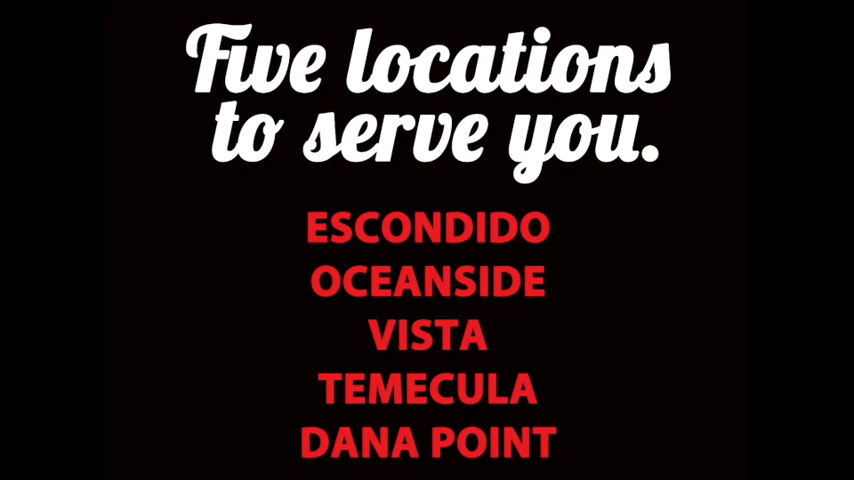 Five locations
to serve you.
ESCONDIDO
OCEANSIDE
VISTA
TEMECULA
DANA POINT